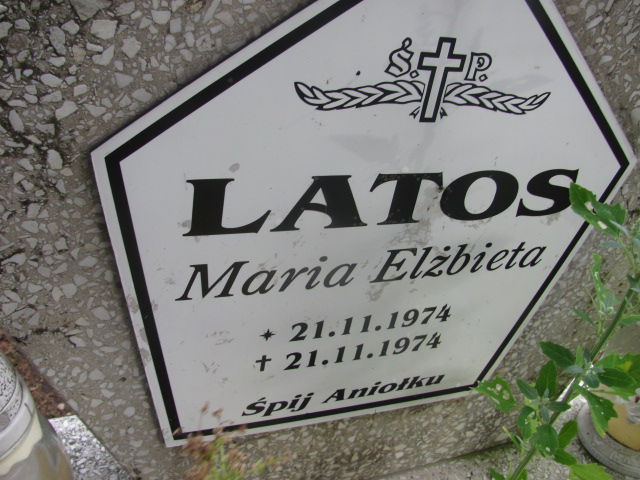 Ś. P.
LATOS
Maria Elżbieta
✶ 21.11.1974
✝ 21.11.1974
Śpij Aniołku